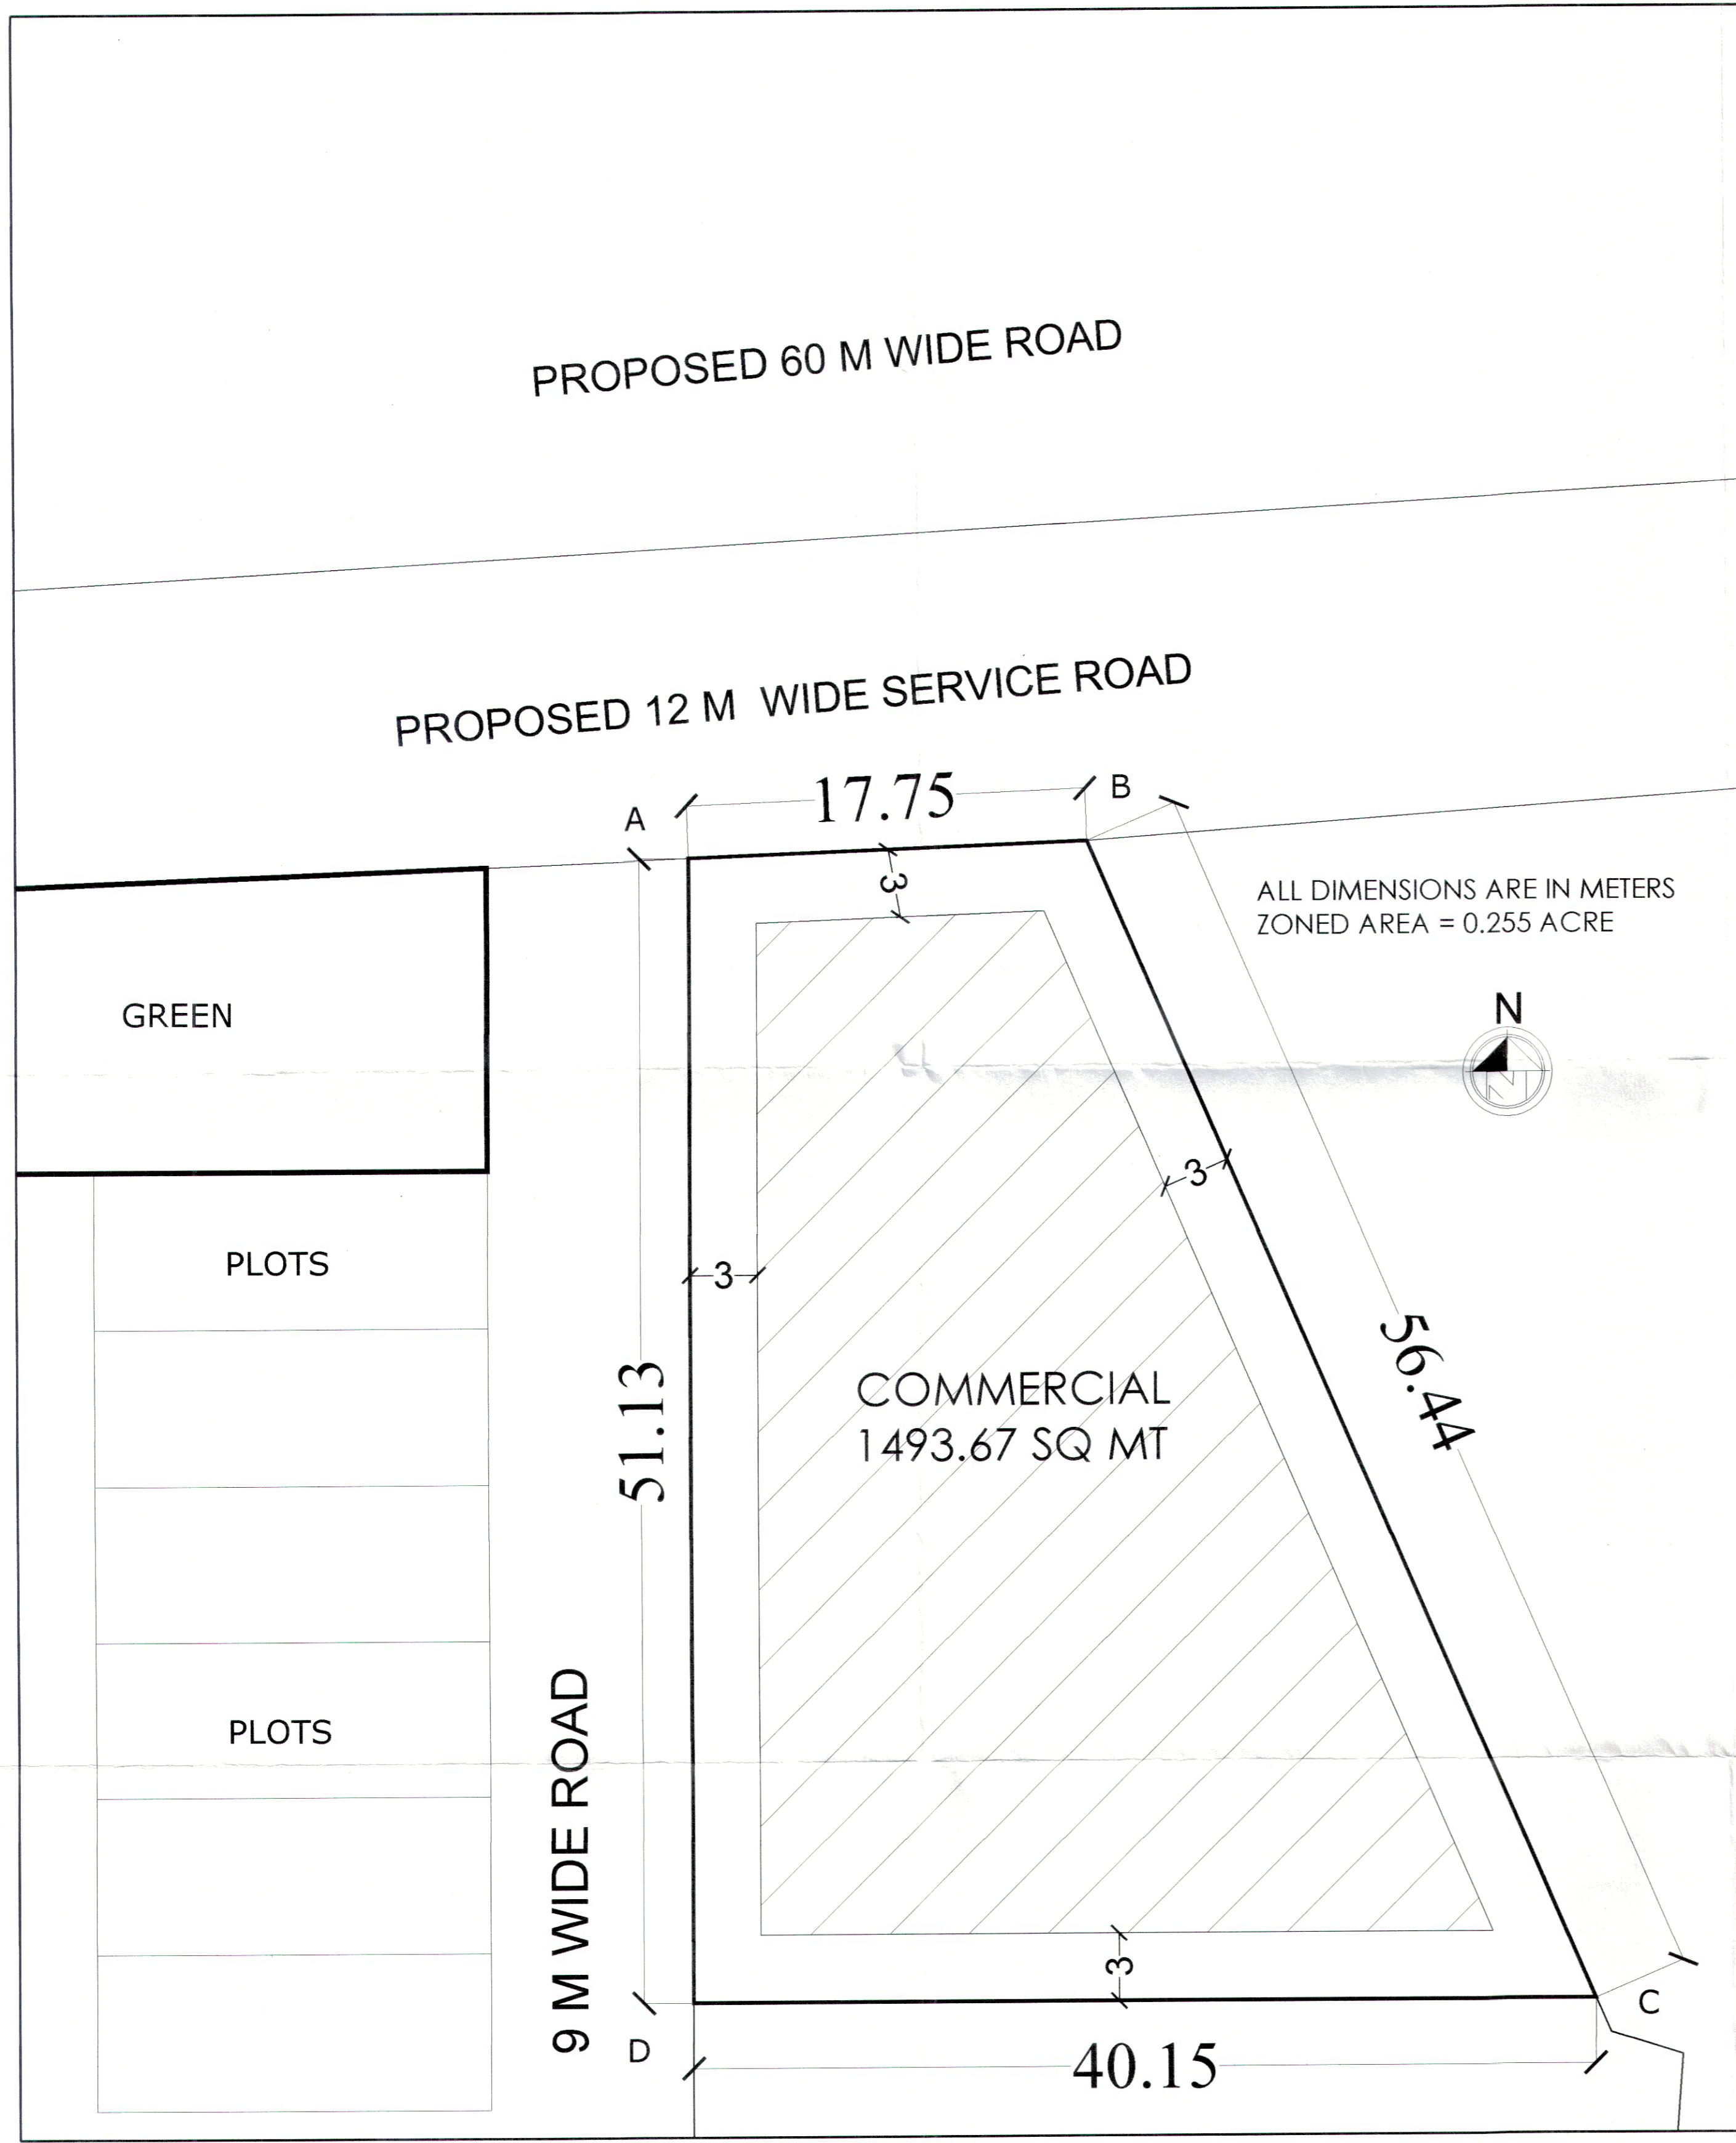 PROPOSED 60 M WIDE ROAD
PROPOSED 12 M WIDE SERVICE ROAD
17.75
A
B
3
ALL DIMENSIONS ARE IN METERS
ZONED AREA = 0.255 ACRE
GREEN
N
PLOTS
3
3
51.13
56.44
COMMERCIAL
1493.67 SQ MT
9 M WIDE ROAD
PLOTS
3
C
D
40.15